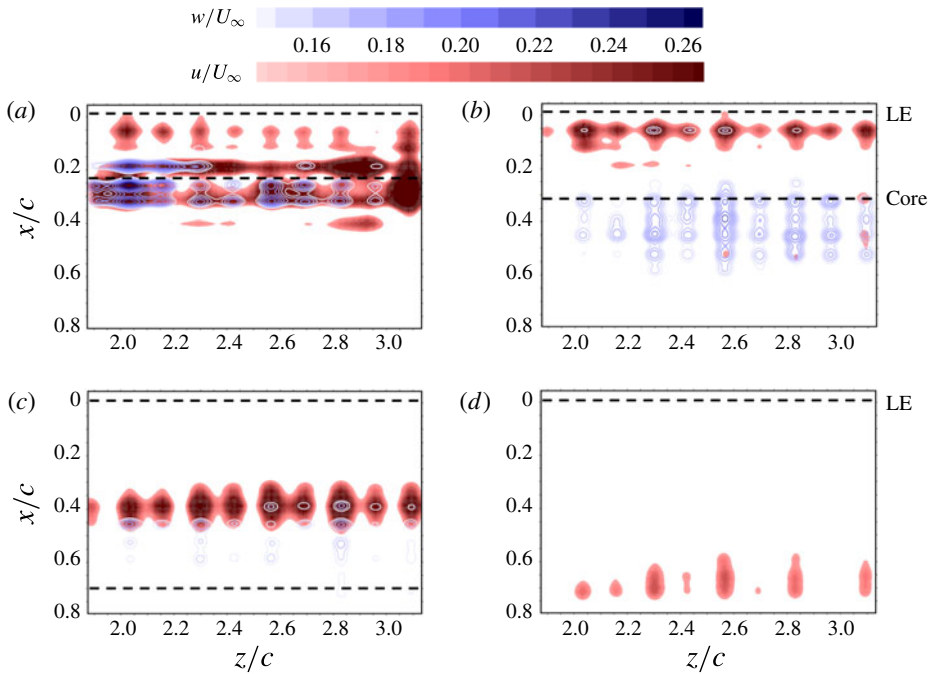 w/U∞
0.16 0.18 0.20 0.22 0.24 0.26
u/U∞
(a) (b)
0 0 LE
0.2 0.2
Core
x/c 0.4 0.4
0.6 0.6
0.8 0.8
2.0 2.2 2.4 2.6 2.8 3.0 2.0 2.2 2.4 2.6 2.8 3.0
(c) (d)
0 0 LE
0.2 0.2
x/c 0.4 0.4
0.6 0.6
0.8 0.8
2.0 2.2 2.4 2.6 2.8 3.0 2.0 2.2 2.4 2.6 2.8 3.0
z/c z/c